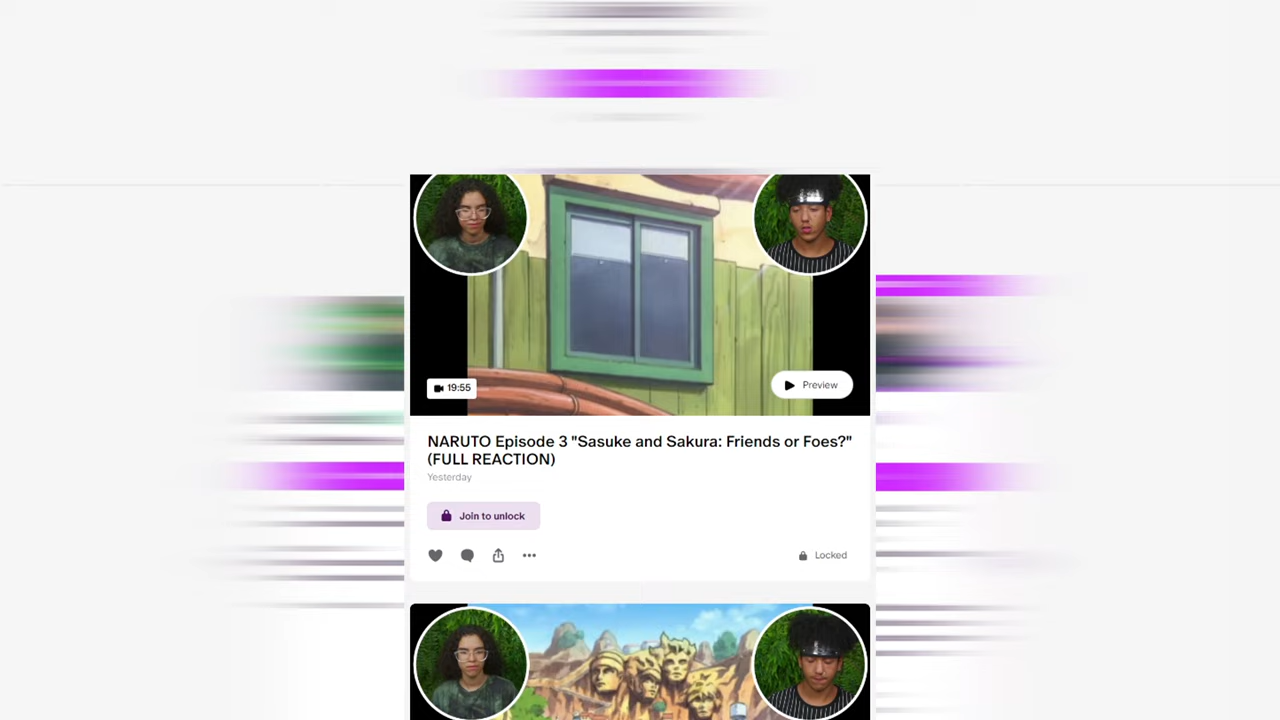 19:55
Preview
NARUTO Episode 3 "Sasuke and Sakura: Friends or Foes?"
(FULL REACTION)
Yesterday
Join to unlock
Locked